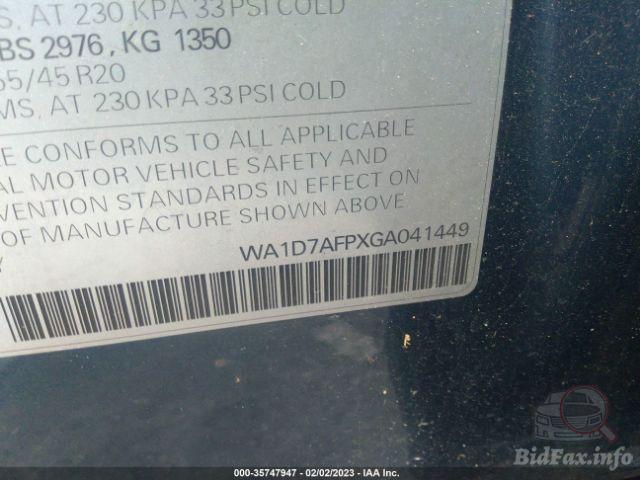 S. AT 230 KPA 33 PSI COLD
BS 2976, KG 1350
55/45 R20
MS. AT 230 KPA 33 PSI COLD
LE CONFORMS TO ALL APPLICABLE
AL MOTOR VEHICLE SAFETY AND
VENTION STANDARDS IN EFFECT ON
OF MANUFACTURE SHOWN ABOVE
WA1D7AFPXGA041449
000-35747947 - 02/02/2023 - IAA Inc.
BidFax.info